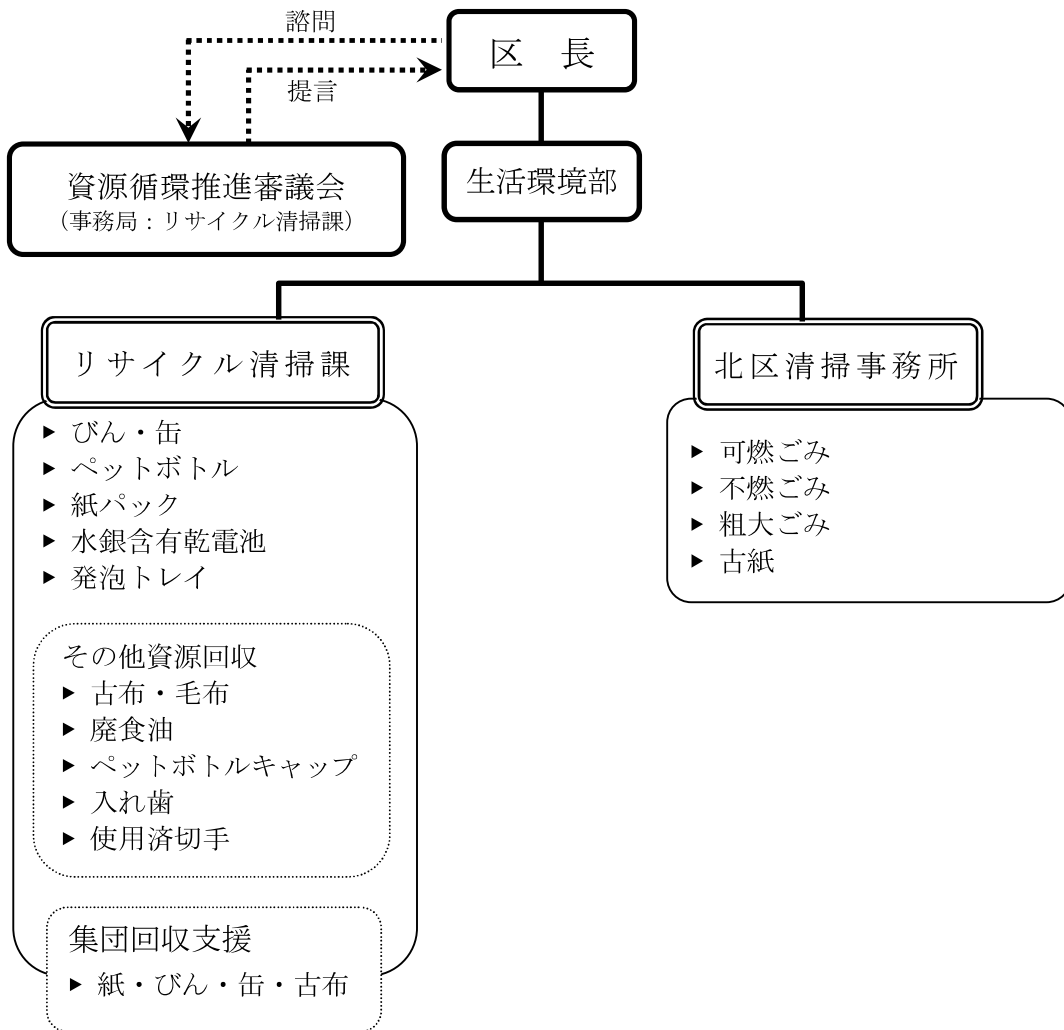 諮問
区 長
提言
資源循環推進審議会
(事務局:リサイクル清掃課)
生活環境部
リサイクル清掃課
▶ びん・缶
▶ ペットボトル
▶ 紙パック
▶ 水銀含有乾電池
▶ 発泡トレイ
その他資源回収
▶ 古布・毛布
▶ 廃食油
▶ ペットボトルキャップ
▶ 入れ歯
▶ 使用済切手
集団回収支援
▶ 紙・びん・缶・古布
北区清掃事務所
▶ 可燃ごみ
▶ 不燃ごみ
▶ 粗大ごみ
▶ 古紙